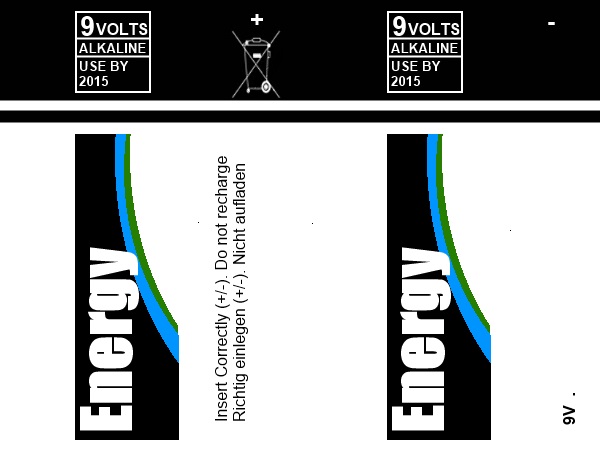 9VOLTS
ALKALINE
USE BY
2015
+
9VOLTS
ALKALINE
USE BY
2015
-
Energy
Insert Correctly (+/-). Do not recharge
Richtig einlegen (+/-). Nicht aufladen
Energy
9V .